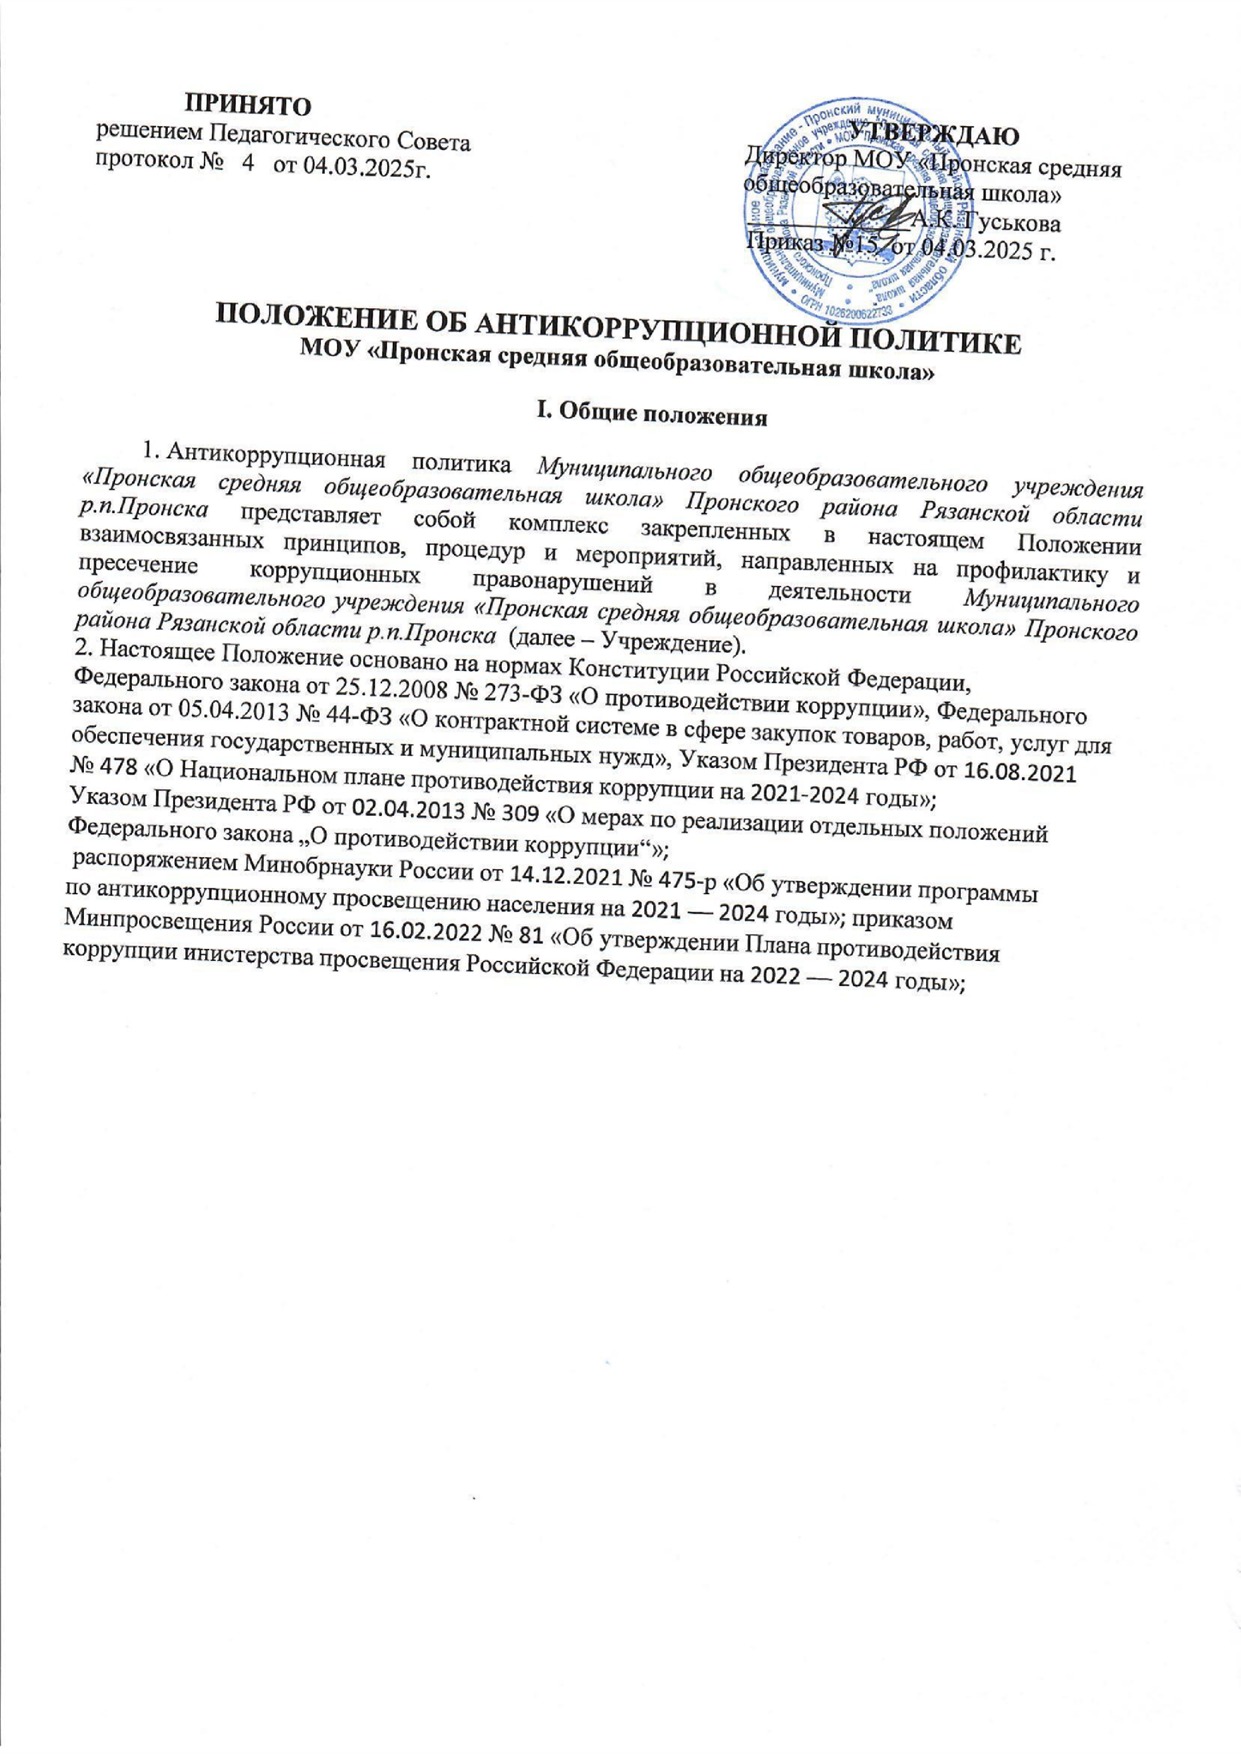 ПРИНЯТО
решением Педагогического Совета
протокол № 4 от 04.03.2025г.
УТВЕРЖДАЮ
Директор МОУ «Пронская средняя
общеобразовательная школа»
А.К. Гуськова
Приказ №15 от 04.03.2025 г.
ОГРН 1026200622733
ПОЛОЖЕНИЕ ОБ АНТИКОРРУПЦИОННОЙ ПОЛИТИКЕ
МОУ «Пронская средняя общеобразовательная школа»
I. Общие положения
1. Антикоррупционная политика Муниципального общеобразовательного учреждения
«Пронская средняя общеобразовательная школа» Пронского района Рязанской области
р.п.Пронска представляет собой комплекс закрепленных в настоящем Положении
взаимосвязанных принципов, процедур и мероприятий, направленных на профилактику и
пресечение коррупционных правонарушений в деятельности Муниципального
общеобразовательного учреждения «Пронская средняя общеобразовательная школа» Пронского
района Рязанской области р.п.Пронска (далее – Учреждение).
2. Настоящее Положение основано на нормах Конституции Российской Федерации,
Федерального закона от 25.12.2008 № 273-ФЗ «О противодействии коррупции», Федерального
закона от 05.04.2013 № 44-ФЗ «О контрактной системе в сфере закупок товаров, работ, услуг для
обеспечения государственных и муниципальных нужд», Указом Президента РФ от 16.08.2021
№ 478 «О Национальном плане противодействия коррупции на 2021-2024 годы»;
Указом Президента РФ от 02.04.2013 № 309 «О мерах по реализации отдельных положений
Федерального закона „О противодействии коррупции“»;
распоряжением Минобрнауки России от 14.12.2021 № 475-р «Об утверждении программы
по антикоррупционному просвещению населения на 2021 — 2024 годы»; приказом
Минпросвещения России от 16.02.2022 № 81 «Об утверждении Плана противодействия
коррупции инистерства просвещения Российской Федерации на 2022 — 2024 годы»;